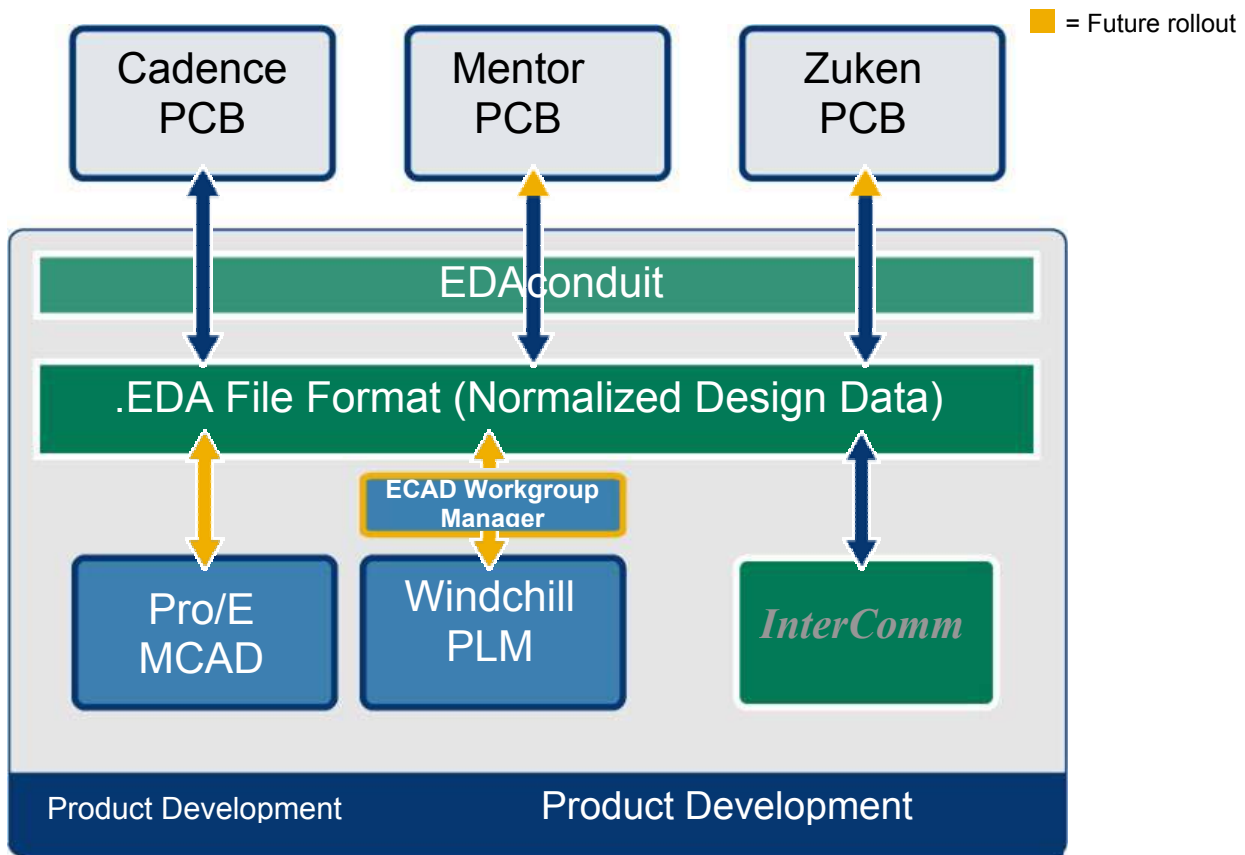 = Future rollout
Cadence
PCB
Mentor
PCB
Zuken
PCB
EDAconduit
.EDA File Format (Normalized Design Data)
ECAD Workgroup
Manager
Pro/E
MCAD
Windchill
PLM
InterComm
Product Development
Product Development